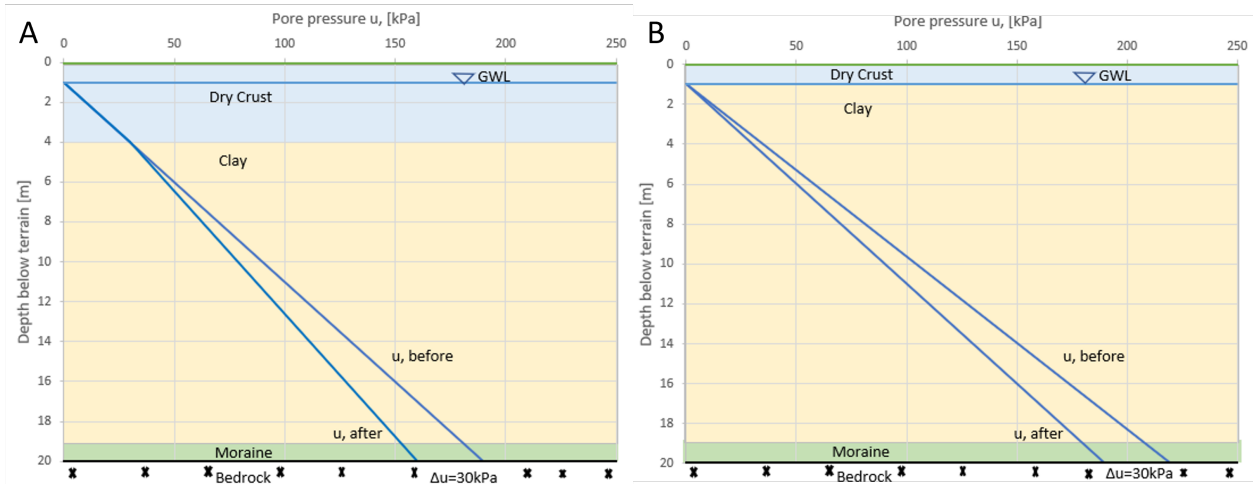 A
Pore pressure u, [kPa]
0 50 100 150 200 250
0
GWL
Dry Crust
2
4
Clay
6
8
Depth below terrain [m]
10
12
14
u, before
16
18
u, after
Moraine
20
Bedrock
Δu=30kPa
B
Pore pressure u, [kPa]
0 50 100 150 200 250
0
Dry Crust
GWL
2
Clay
4
6
8
Depth below terrain [m]
10
12
14
u, before
16
18
u, after
Moraine
20
Bedrock
Δu=30kPa